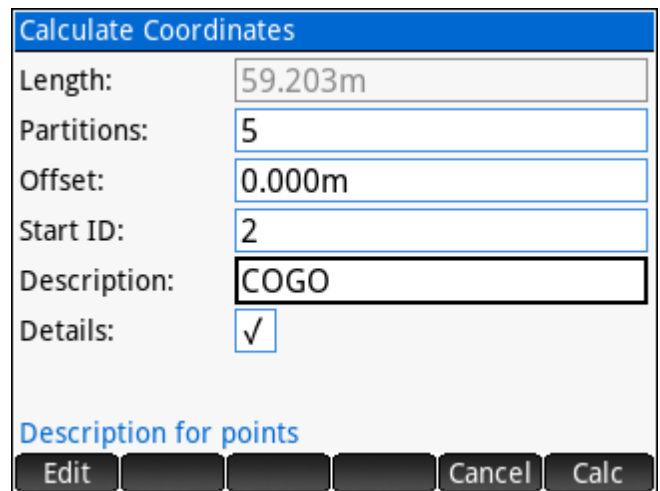 Calculate Coordinates
Length: 59.203m
Partitions: 5
Offset: 0.000m
Start ID: 2
Description: COGO
Details: √
Description for points
Edit Cancel Calc